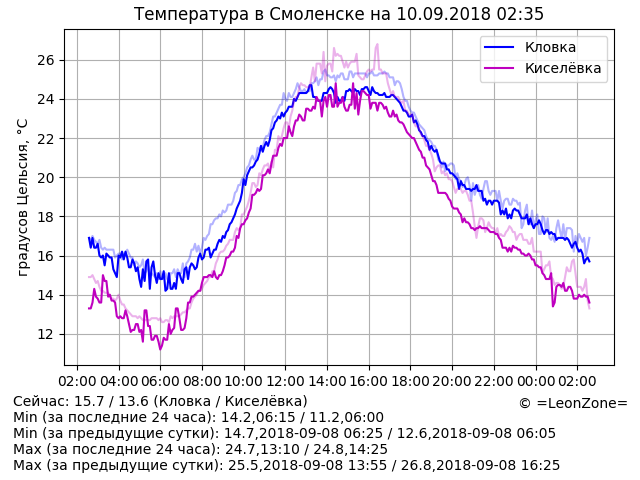 Температура в Смоленске на 10.09.2018 02:35
градусов Цельсия, °C
26
24
22
20
18
16
14
12
Кловка
Киселёвка
02:00 04:00 06:00 08:00 10:00 12:00 14:00 16:00 18:00 20:00 22:00 00:00 02:00
Сейчас: 15.7 / 13.6 (Кловка / Киселёвка)
© =LeonZone=
Min (за последние 24 часа): 14.2,06:15 / 11.2,06:00
Min (за предыдущие сутки): 14.7,2018-09-08 06:25 / 12.6,2018-09-08 06:05
Max (за последние 24 часа): 24.7,13:10 / 24.8,14:25
Max (за предыдущие сутки): 25.5,2018-09-08 13:55 / 26.8,2018-09-08 16:25